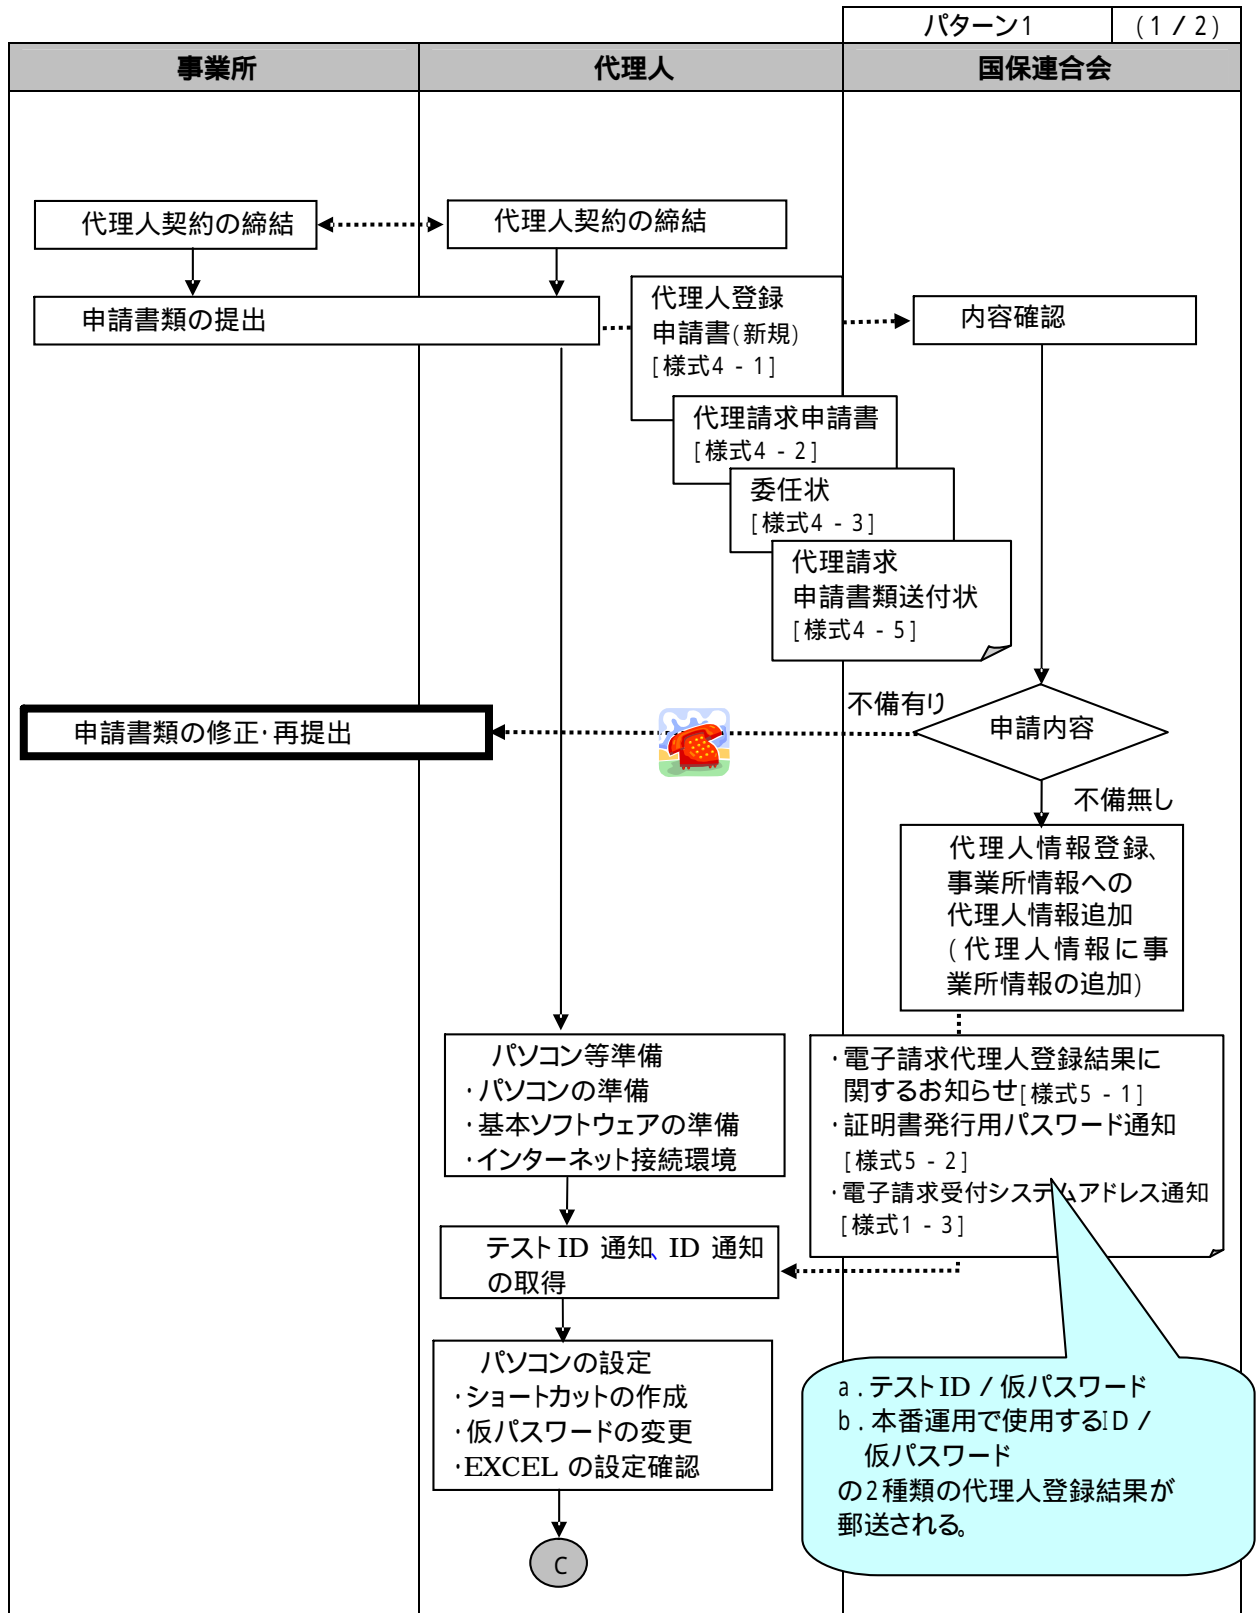 パターン1
(1/2)
事業所
代理人
国保連合会
代理人契約の締結
代理人契約の締結
申請書類の提出
代理人登録
申請書(新規)
[様式4-1]
内容確認
代理請求申請書
[様式4-2]
委任状
[様式4-3]
代理請求
申請書類送付状
[様式4-5]
不備有り
申請内容
申請書類の修正・再提出
不備無し
代理人情報登録、
事業所情報への
代理人情報追加
(代理人情報に事
業所情報の追加)
パソコン等準備
・パソコンの準備
・基本ソフトウェアの準備
・インターネット接続環境
・電子請求代理人登録結果に
関するお知らせ[様式5-1]
・証明書発行用パスワード通知
[様式5-2]
・電子請求受付システムアドレス通知
[様式1-3]
テストID 通知、ID 通知
の取得
パソコンの設定
・ショートカットの作成
・仮パスワードの変更
・EXCEL の設定確認
a.テストID/仮パスワード
b.本番運用で使用するID/
仮パスワード
の2種類の代理人登録結果が
郵送される。
C